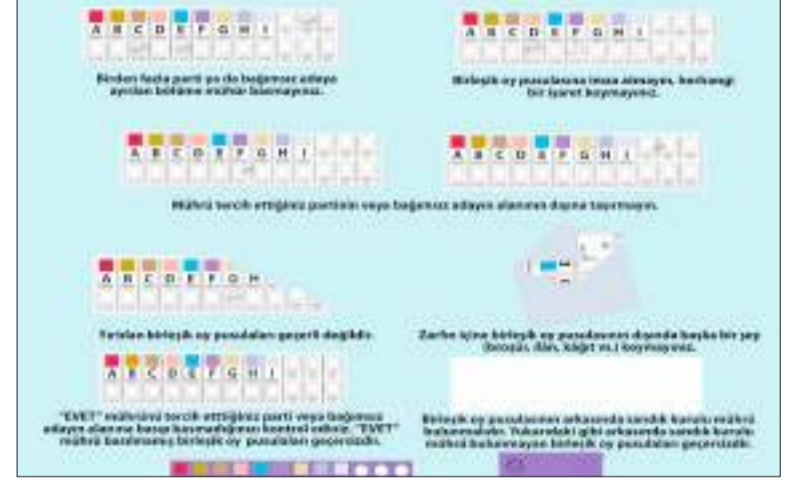 A B C D E F G H I
A B C D E F G H I
Birden fazla parti ya da bağımsız adaya
ayrılan bölüme mühür basmayınız.
Birleşik oy pusulasına imza atmayın, herhangi
bir işaret koymayınız.
A B C D E F G H I
A B C D E F G H I
Mührü tercih ettiğiniz partinin veya bağımsız adayın alanının dışına taşırmayın.
A B C D E F G H
Yırtılan birleşik oy pusulaları geçerli değildir.
Zarfın içine birleşik oy pusulasının dışında başka bir şey
(broşür, ilân, kâğıt vs.) koymayınız.
A B C D E F G H I
"EVET" mührünü tercih ettiğiniz parti veya bağımsız
adayın alanına basıp basmadığınızı kontrol ediniz. "EVET"
mührü basılmamış birleşik oy pusulaları geçersizdir.
Birleşik oy pusulasının arkasında sandık kurulu mührü
bulunmalıdır. Yukarıdaki gibi arkasında sandık kurulu
mührü bulunmayan birleşik oy pusulaları geçersizdir.